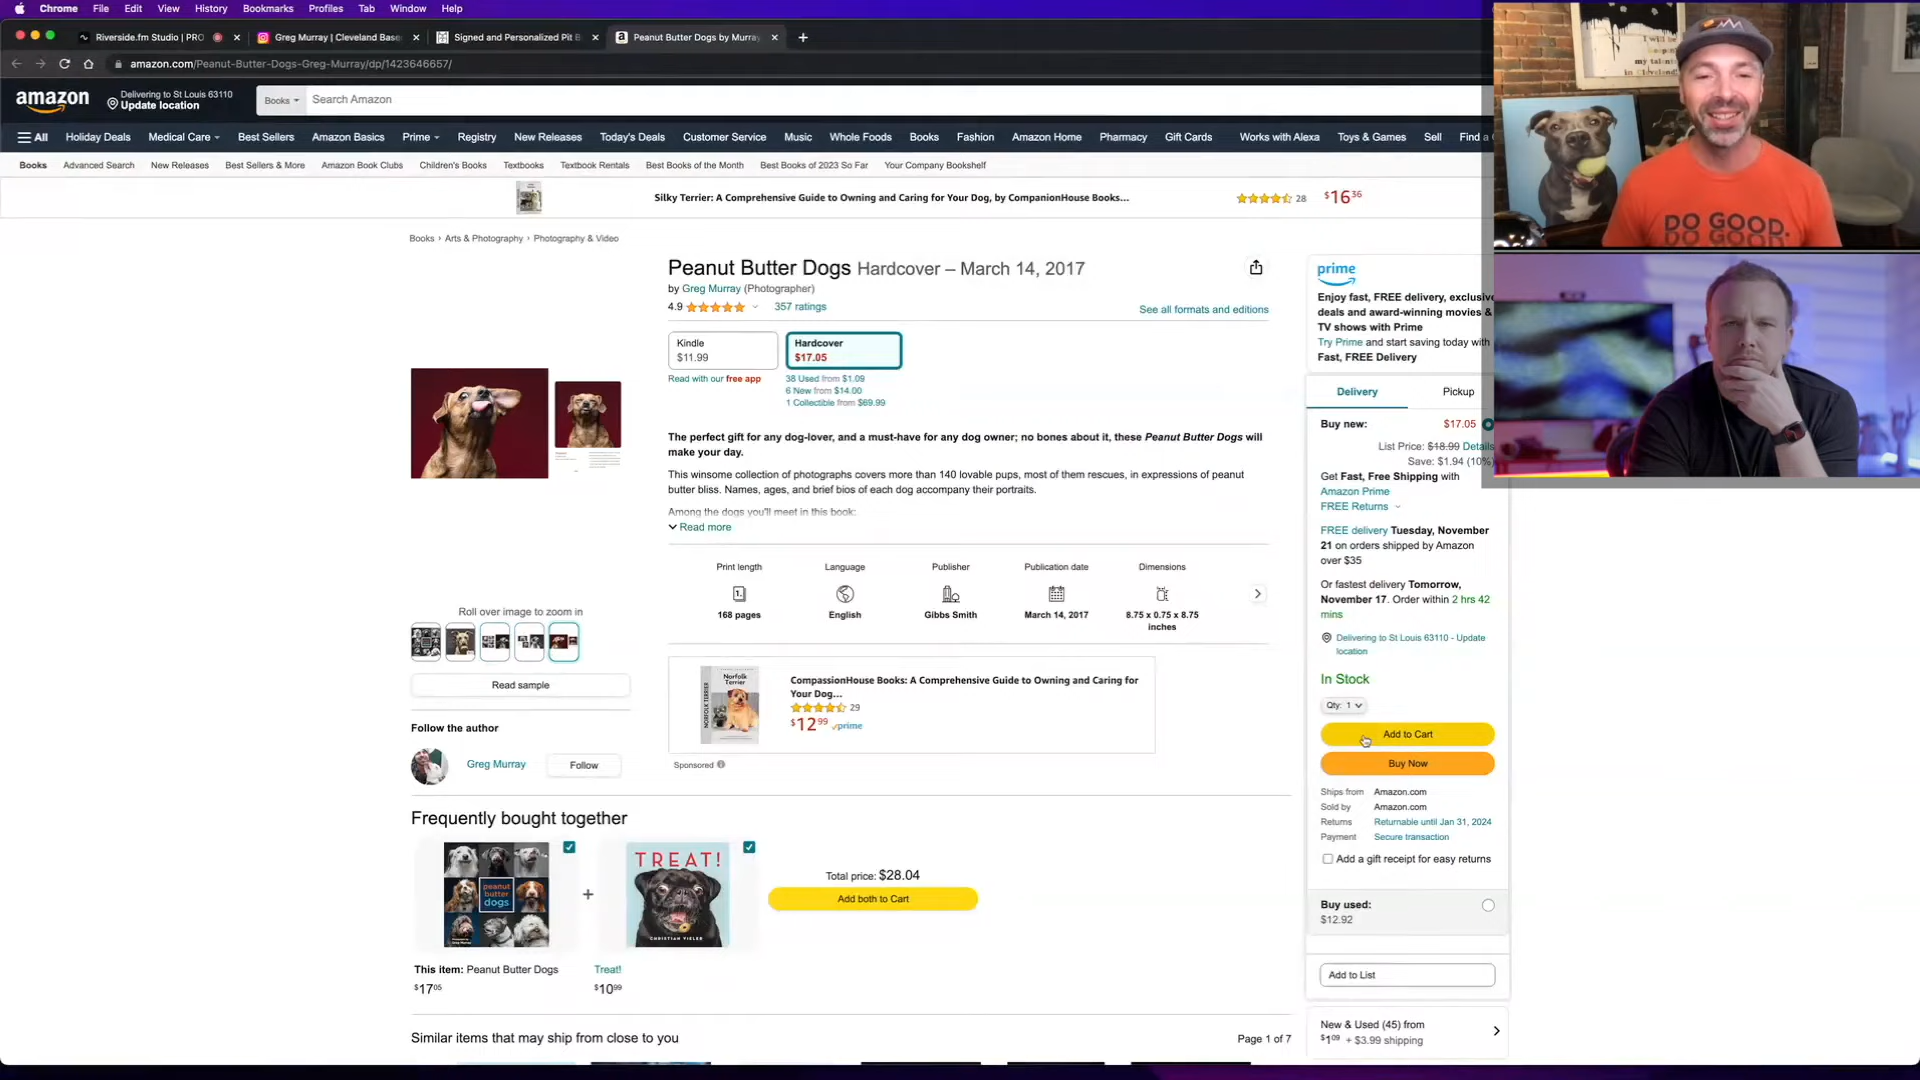 Chrome File Edit View History Bookmarks Profiles Tab Window Help
Riverside.fm Studio | PRO
Greg Murray | Cleveland Base
Signed and Personalized Pit B
Peanut Butter Dogs by Murray
amazon.com/Peanut-Butter-Dogs-Greg-Murray/dp/1423646657/
amazon
Delivering to St Louis 63110
Update location
Books
Search Amazon
All Holiday Deals Medical Care Best Sellers Amazon Basics Prime Registry New Releases Today's Deals Customer Service Music Whole Foods Books Fashion Amazon Home Pharmacy Gift Cards Works with Alexa Toys & Games Sell Find a
Books Advanced Search New Releases Best Sellers & More Amazon Book Clubs Children's Books Textbooks Textbook Rentals Best Books of the Month Best Books of 2023 So Far Your Company Bookshelf
Silky Terrier: A Comprehensive Guide to Owning and Caring for Your Dog, by CompanionHouse Books...
28
$16 36
Books › Arts & Photography › Photography & Video
Peanut Butter Dogs Hardcover – March 14, 2017
by Greg Murray (Photographer)
4.9 357 ratings
See all formats and editions
Kindle
$11.99
Hardcover
$17.05
Read with our free app
38 Used from $1.09
6 New from $14.00
1 Collectible from $69.99
The perfect gift for any dog-lover, and a must-have for any dog owner; no bones about it, these Peanut Butter Dogs will
make your day.
This winsome collection of photographs covers more than 140 lovable pups, most of them rescues, in expressions of peanut
butter bliss. Names, ages, and brief bios of each dog accompany their portraits.
Among the dogs you'll meet in this book:
Read more
Print length
168 pages
Language
English
Publisher
Gibbs Smith
Publication date
March 14, 2017
Dimensions
8.75 x 0.75 x 8.75
inches
Roll over image to zoom in
Read sample
Follow the author
Greg Murray
Follow
NORFOLK TERRIER
Norfolk
Terrier
CompassionHouse Books: A Comprehensive Guide to Owning and Caring for
Your Dog...
29
$12 99 prime
Sponsored
Frequently bought together
peanut
butter
dogs
+
TREAT!
CHRISTIAN VIELER
Total price: $28.04
Add both to Cart
This item: Peanut Butter Dogs
$17 05
Treat!
$10 99
Similar items that may ship from close to you
Page 1 of 7
prime
Enjoy fast, FREE delivery, exclusive
deals and award-winning movies &
TV shows with Prime
Try Prime and start saving today with
Fast, FREE Delivery
Delivery
Pickup
Buy new:
$17.05
List Price: $18.99 Details
Save: $1.94 (10%)
Get Fast, Free Shipping with
Amazon Prime
FREE Returns
FREE delivery Tuesday, November
21 on orders shipped by Amazon
over $35
Or fastest delivery Tomorrow,
November 17. Order within 2 hrs 42
mins
Delivering to St Louis 63110 - Update
location
In Stock
Qty: 1
Add to Cart
Buy Now
Ships from Amazon.com
Sold by Amazon.com
Returns Returnable until Jan 31, 2024
Payment Secure transaction
Add a gift receipt for easy returns
Buy used:
$12.92
Add to List
New & Used (45) from
$1 09 + $3.99 shipping
my talent
in Cleveland
DO GOOD.
DO GOOD.